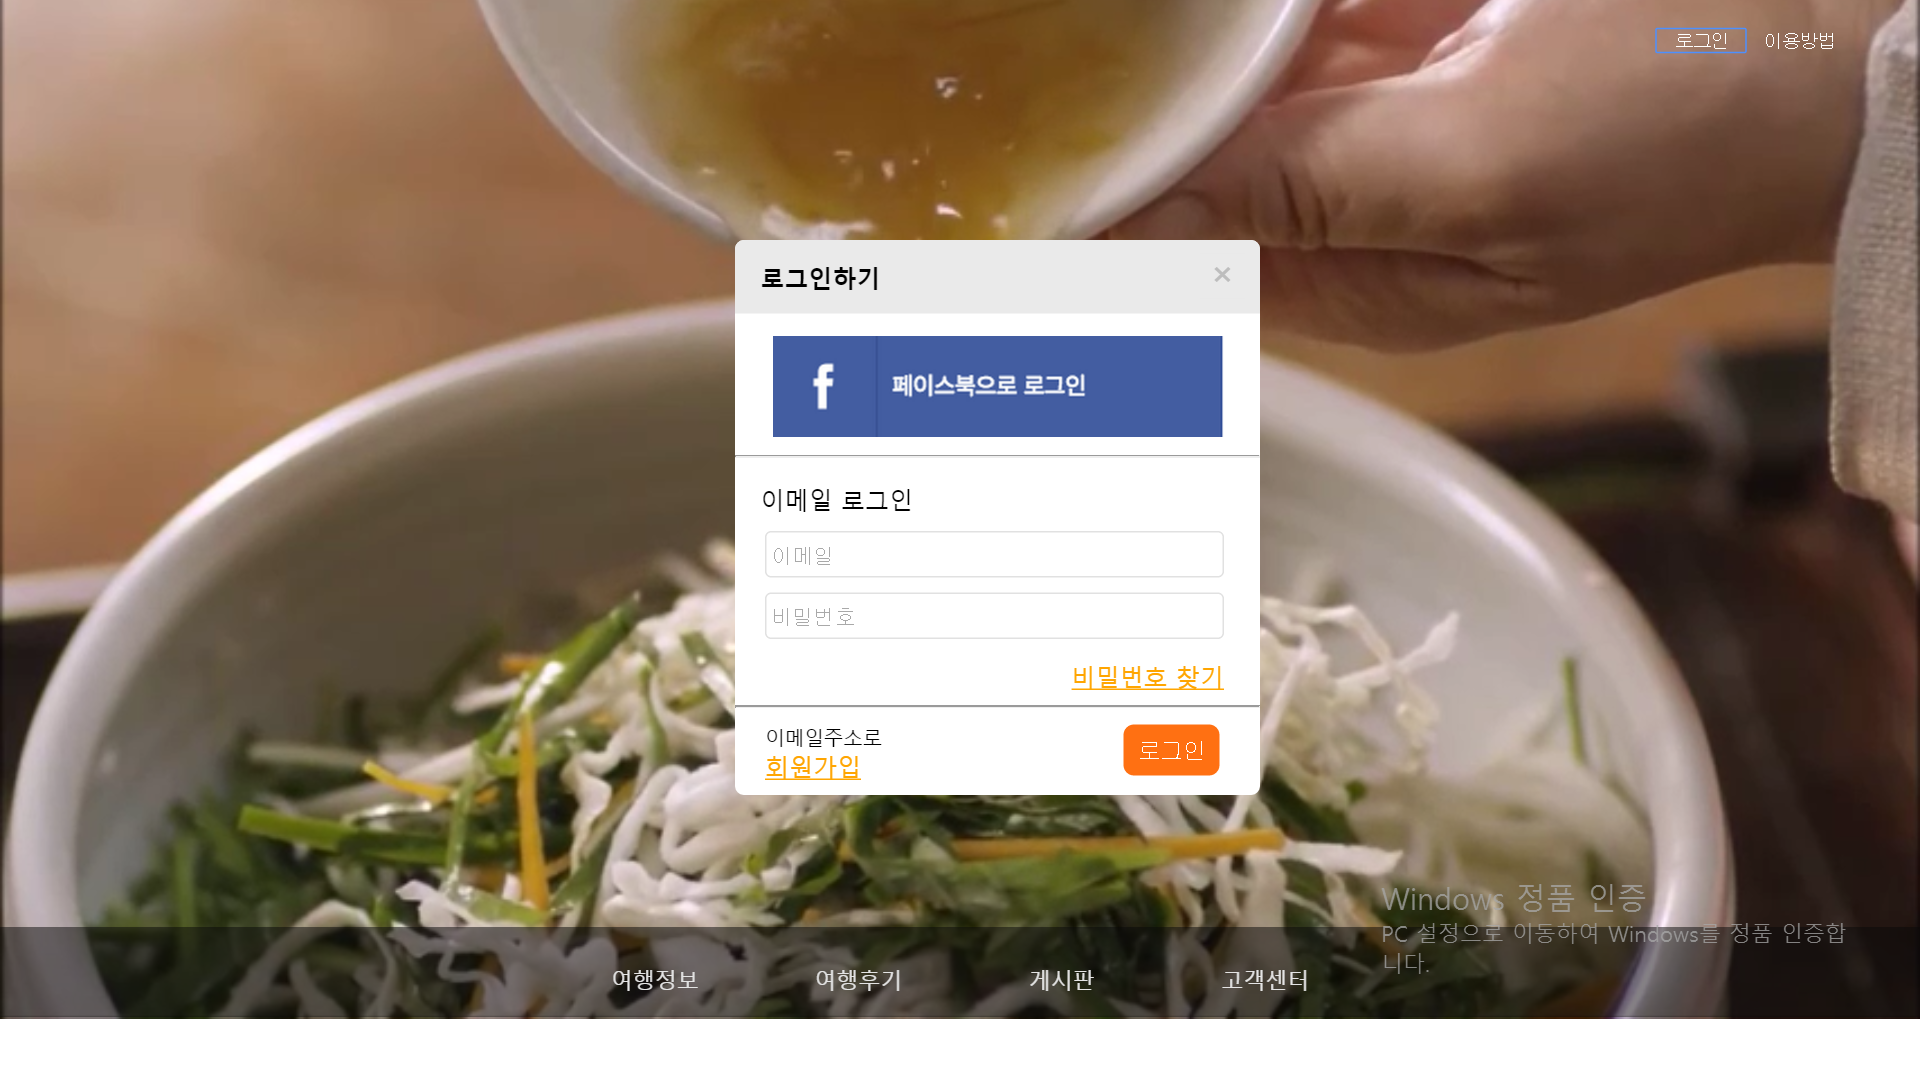 로그인 이용방법
로그인하기 ×
f 페이스북으로 로그인
이메일 로그인
이메일
비밀번호
비밀번호 찾기
이메일주소로
회원가입
로그인
Windows 정품 인증
PC 설정으로 이동하여 Windows를 정품 인증합
니다.
여행정보 여행후기 게시판 고객센터